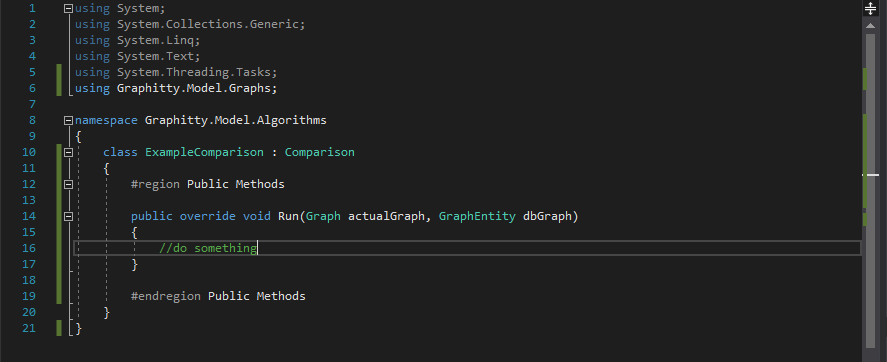 1 using System;
2 using System.Collections.Generic;
3 using System.Linq;
4 using System.Text;
5 using System.Threading.Tasks;
6 using Graphitty.Model.Graphs;
7
8 namespace Graphitty.Model.Algorithms
9 {
10 class ExampleComparison : Comparison
11 {
12 #region Public Methods
13
14 public override void Run(Graph actualGraph, GraphEntity dbGraph)
15 {
16 //do something
17 }
18
19 #endregion Public Methods
20 }
21 }